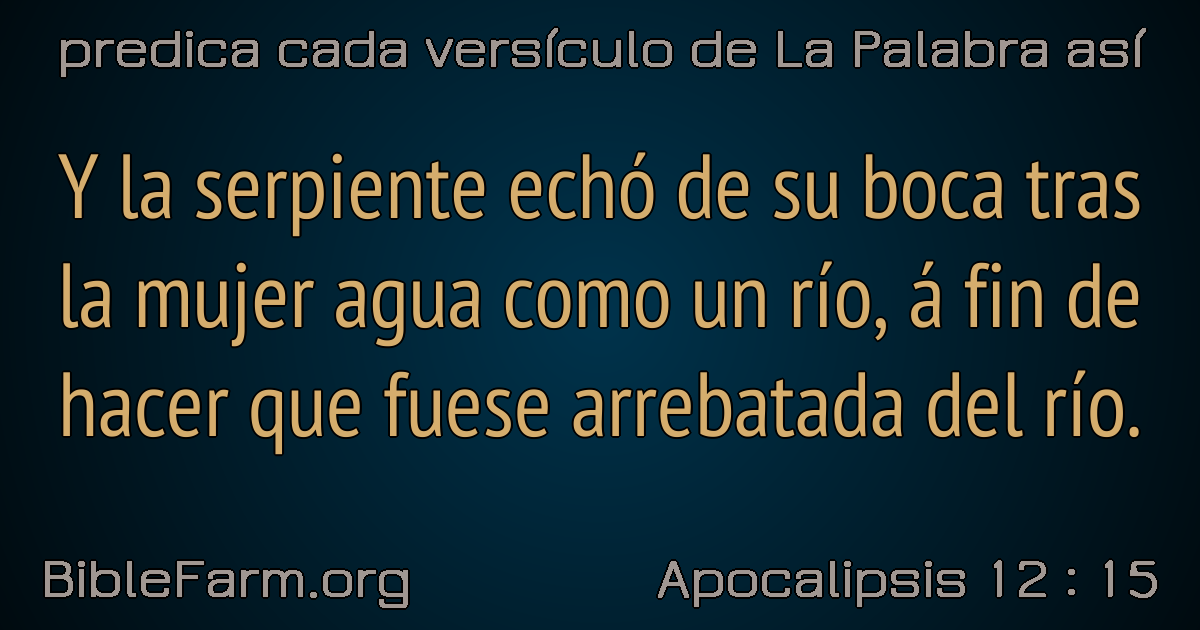 predica cada versículo de La Palabra así
Y la serpiente echó de su boca tras
la mujer agua como un río, á fin de
hacer que fuese arrebatada del río.
BibleFarm.org
Apocalipsis 12 : 15